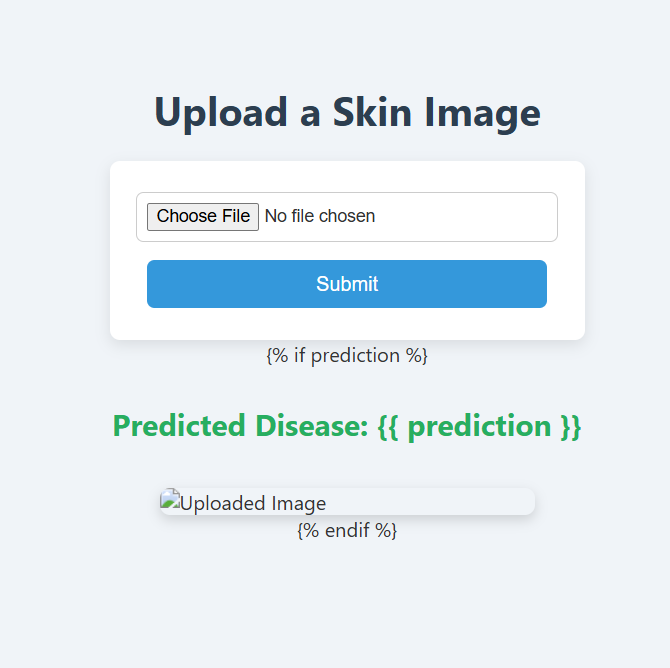 Upload a Skin Image
Choose File No file chosen
Submit
{% if prediction %}
Predicted Disease: {{ prediction }}
Uploaded Image
{% endif %}